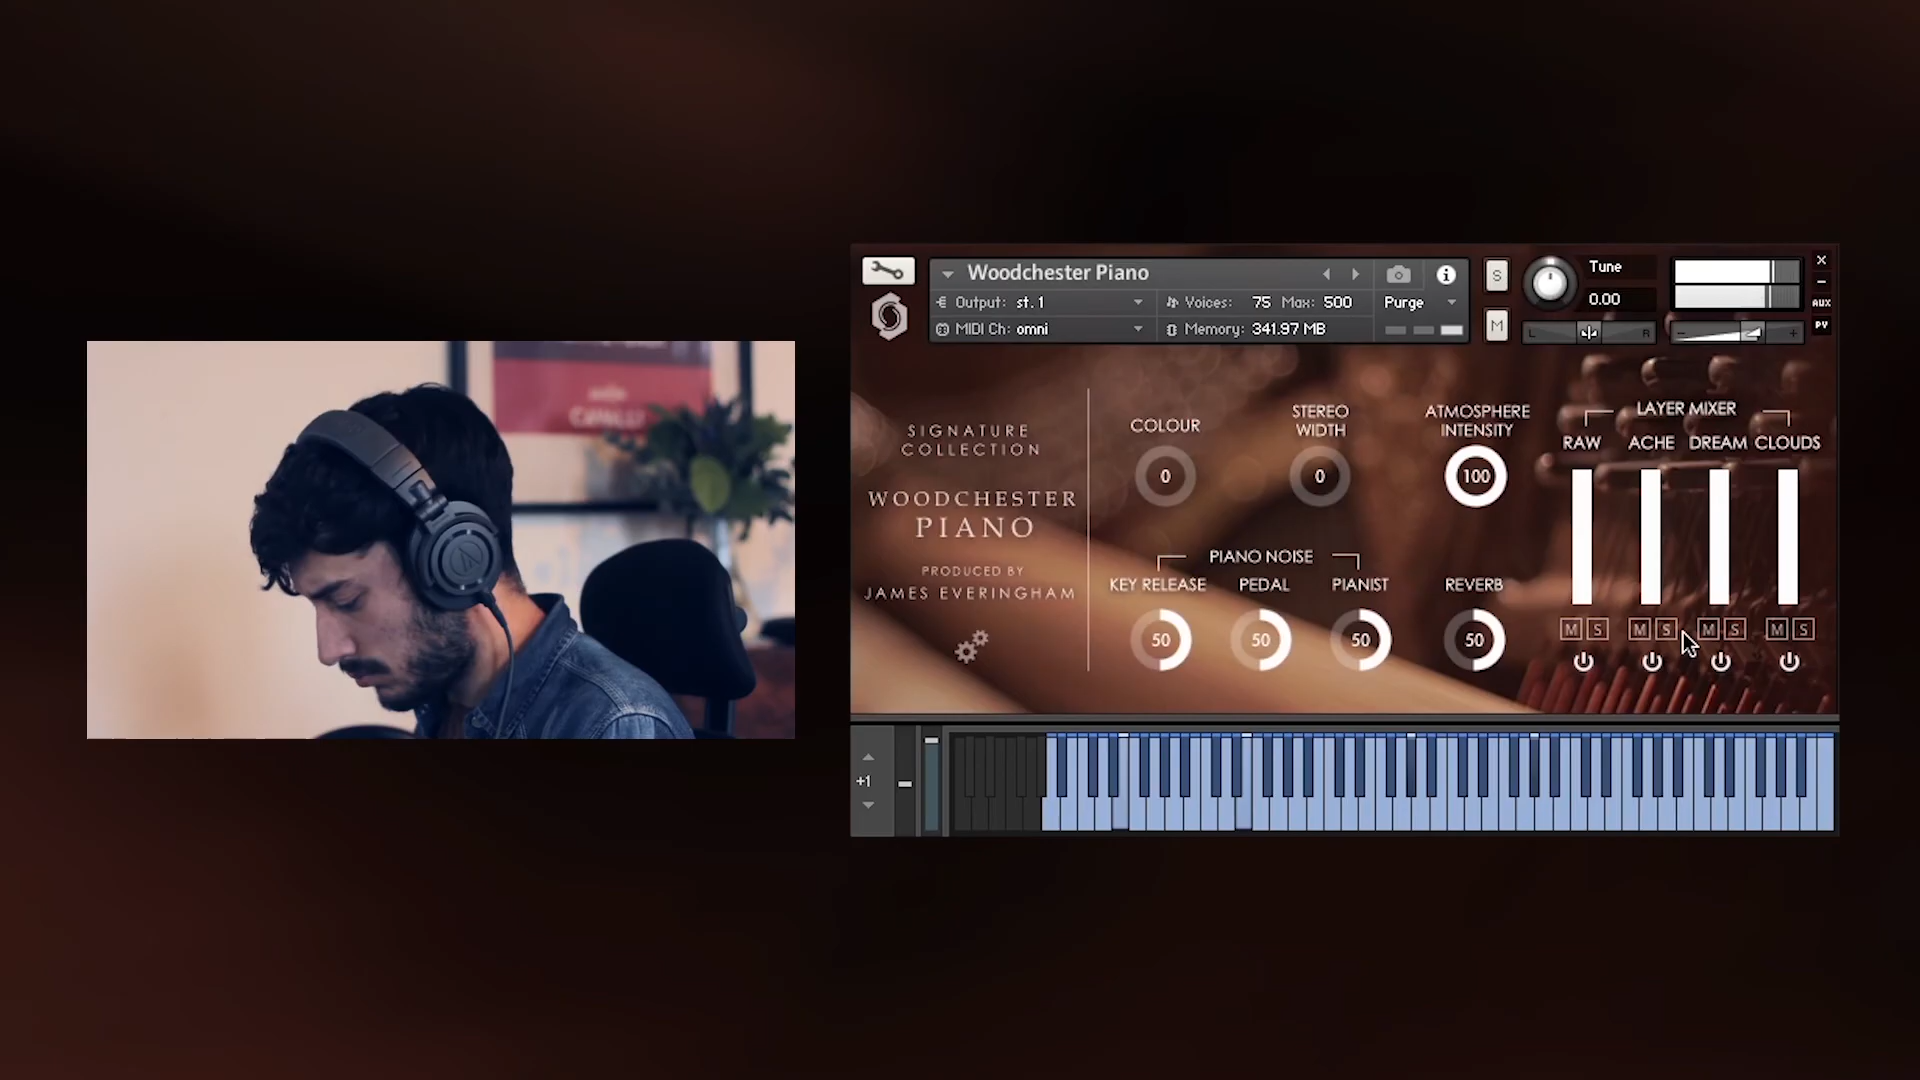 Woodchester Piano
Output: st. 1
Voices: 75 Max: 500
Purge
MIDI Ch: omni
Memory: 341.97 MB
S
M
Tune
0.00
L
R
- +
X
AUX
PV
SIGNATURE
COLLECTION
WOODCHESTER
PIANO
PRODUCED BY
JAMES EVERINGHAM
COLOUR
0
STEREO
WIDTH
0
ATMOSPHERE
INTENSITY
100
PIANO NOISE
KEY RELEASE PEDAL PIANIST
50 50 50
REVERB
50
LAYER MIXER
RAW ACHE DREAM CLOUDS
M S M S M S M S
+1